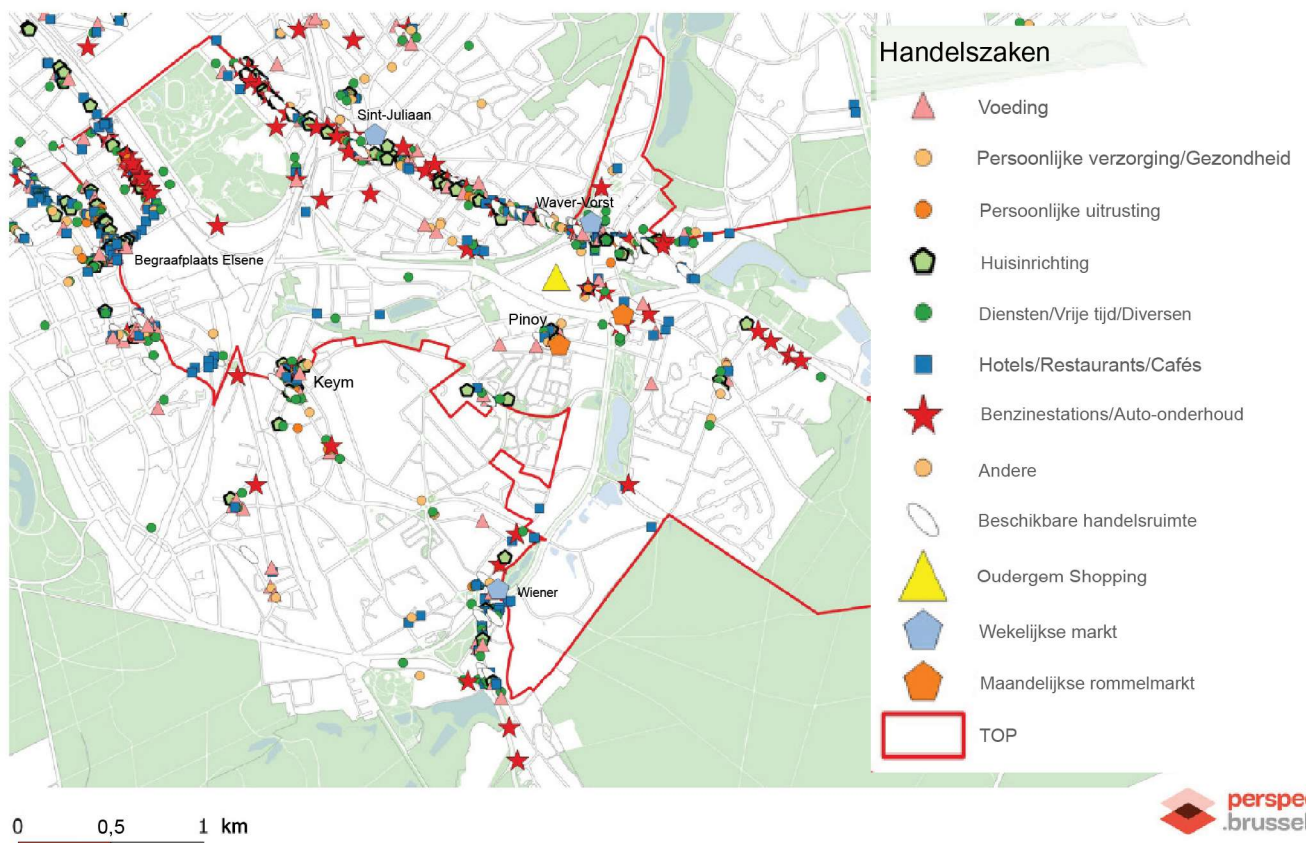 Handelszaken
Voeding
Persoonlijke verzorging/Gezondheid
Persoonlijke uitrusting
Huisinrichting
Diensten/Vrije tijd/Diversen
Hotels/Restaurants/Cafés
Benzinestations/Auto-onderhoud
Andere
Beschikbare handelsruimte
Oudergem Shopping
Wekelijkse markt
Maandelijkse rommelmarkt
TOP
Sint-Juliaan
Waver-Vorst
Begraafplaats Elsene
Pinoy
Keym
Wiener
0 0,5 1 km
perspe
.brussel